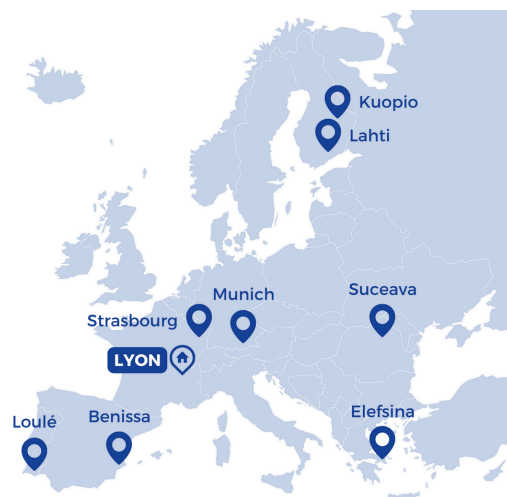 Kuopio
Lahti
Munich
Suceava
Strasbourg
LYON
Benissa
Elefsina
Loulé